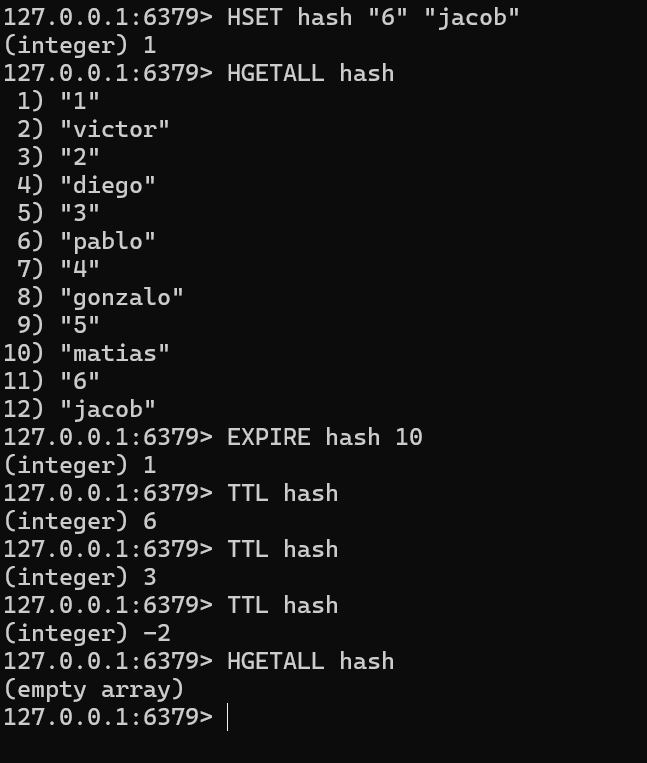 127.0.0.1:6379> HSET hash "6" "jacob"
(integer) 1
127.0.0.1:6379> HGETALL hash
 1) "1"
 2) "victor"
 3) "2"
 4) "diego"
 5) "3"
 6) "pablo"
 7) "4"
 8) "gonzalo"
 9) "5"
10) "matias"
11) "6"
12) "jacob"
127.0.0.1:6379> EXPIRE hash 10
(integer) 1
127.0.0.1:6379> TTL hash
(integer) 6
127.0.0.1:6379> TTL hash
(integer) 3
127.0.0.1:6379> TTL hash
(integer) -2
127.0.0.1:6379> HGETALL hash
(empty array)
127.0.0.1:6379>